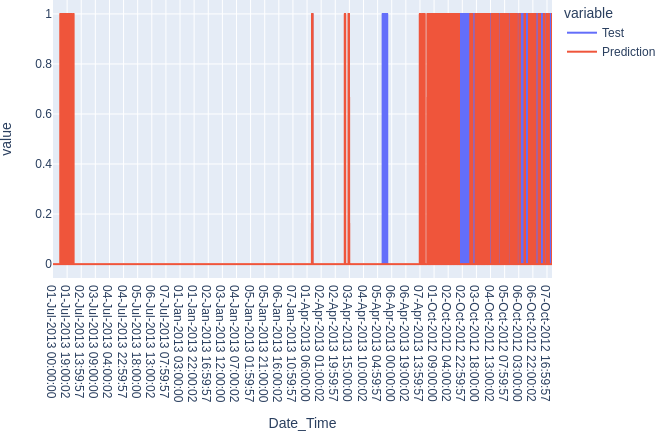 variable
Test
Prediction
value
1
0.8
0.6
0.4
0.2
0
01-Jul-2013 00:00:00
01-Jul-2013 19:00:02
02-Jul-2013 13:59:57
03-Jul-2013 09:00:00
04-Jul-2013 04:00:02
04-Jul-2013 22:59:57
05-Jul-2013 18:00:00
06-Jul-2013 13:00:02
07-Jul-2013 07:59:57
01-Jan-2013 03:00:00
01-Jan-2013 22:00:02
02-Jan-2013 16:59:57
03-Jan-2013 12:00:00
04-Jan-2013 07:00:02
05-Jan-2013 01:59:57
05-Jan-2013 21:00:00
06-Jan-2013 16:00:02
07-Jan-2013 10:59:57
01-Apr-2013 06:00:00
02-Apr-2013 01:00:02
02-Apr-2013 19:59:57
03-Apr-2013 15:00:00
04-Apr-2013 10:00:02
05-Apr-2013 04:59:57
06-Apr-2013 00:00:00
06-Apr-2013 19:00:02
07-Apr-2013 13:59:57
01-Oct-2012 09:00:00
02-Oct-2012 04:00:02
02-Oct-2012 22:59:57
03-Oct-2012 18:00:00
04-Oct-2012 13:00:02
05-Oct-2012 07:59:57
06-Oct-2012 03:00:00
06-Oct-2012 22:00:02
07-Oct-2012 16:59:57
Date_Time